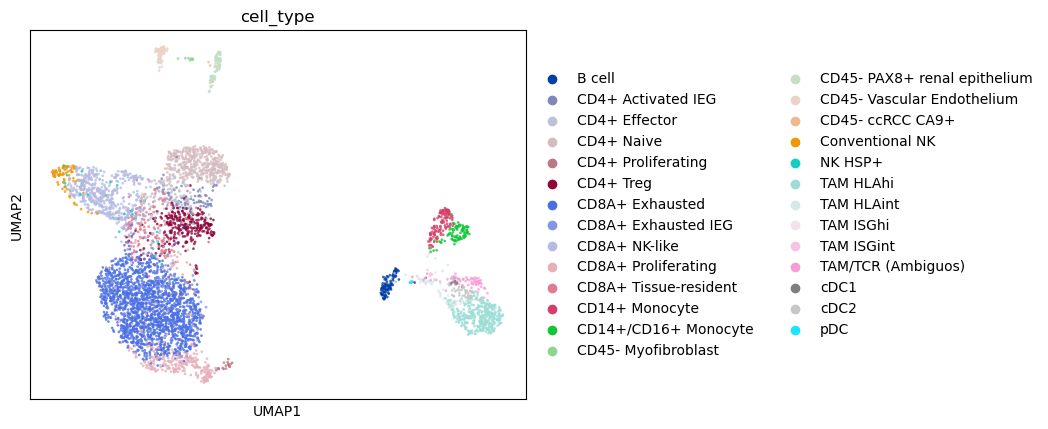 cell_type
UMAP2
UMAP1
B cell
CD4+ Activated IEG
CD4+ Effector
CD4+ Naive
CD4+ Proliferating
CD4+ Treg
CD8A+ Exhausted
CD8A+ Exhausted IEG
CD8A+ NK-like
CD8A+ Proliferating
CD8A+ Tissue-resident
CD14+ Monocyte
CD14+/CD16+ Monocyte
CD45- Myofibroblast
CD45- PAX8+ renal epithelium
CD45- Vascular Endothelium
CD45- ccRCC CA9+
Conventional NK
NK HSP+
TAM HLAhi
TAM HLAint
TAM ISGhi
TAM ISGint
TAM/TCR (Ambiguos)
cDC1
cDC2
pDC